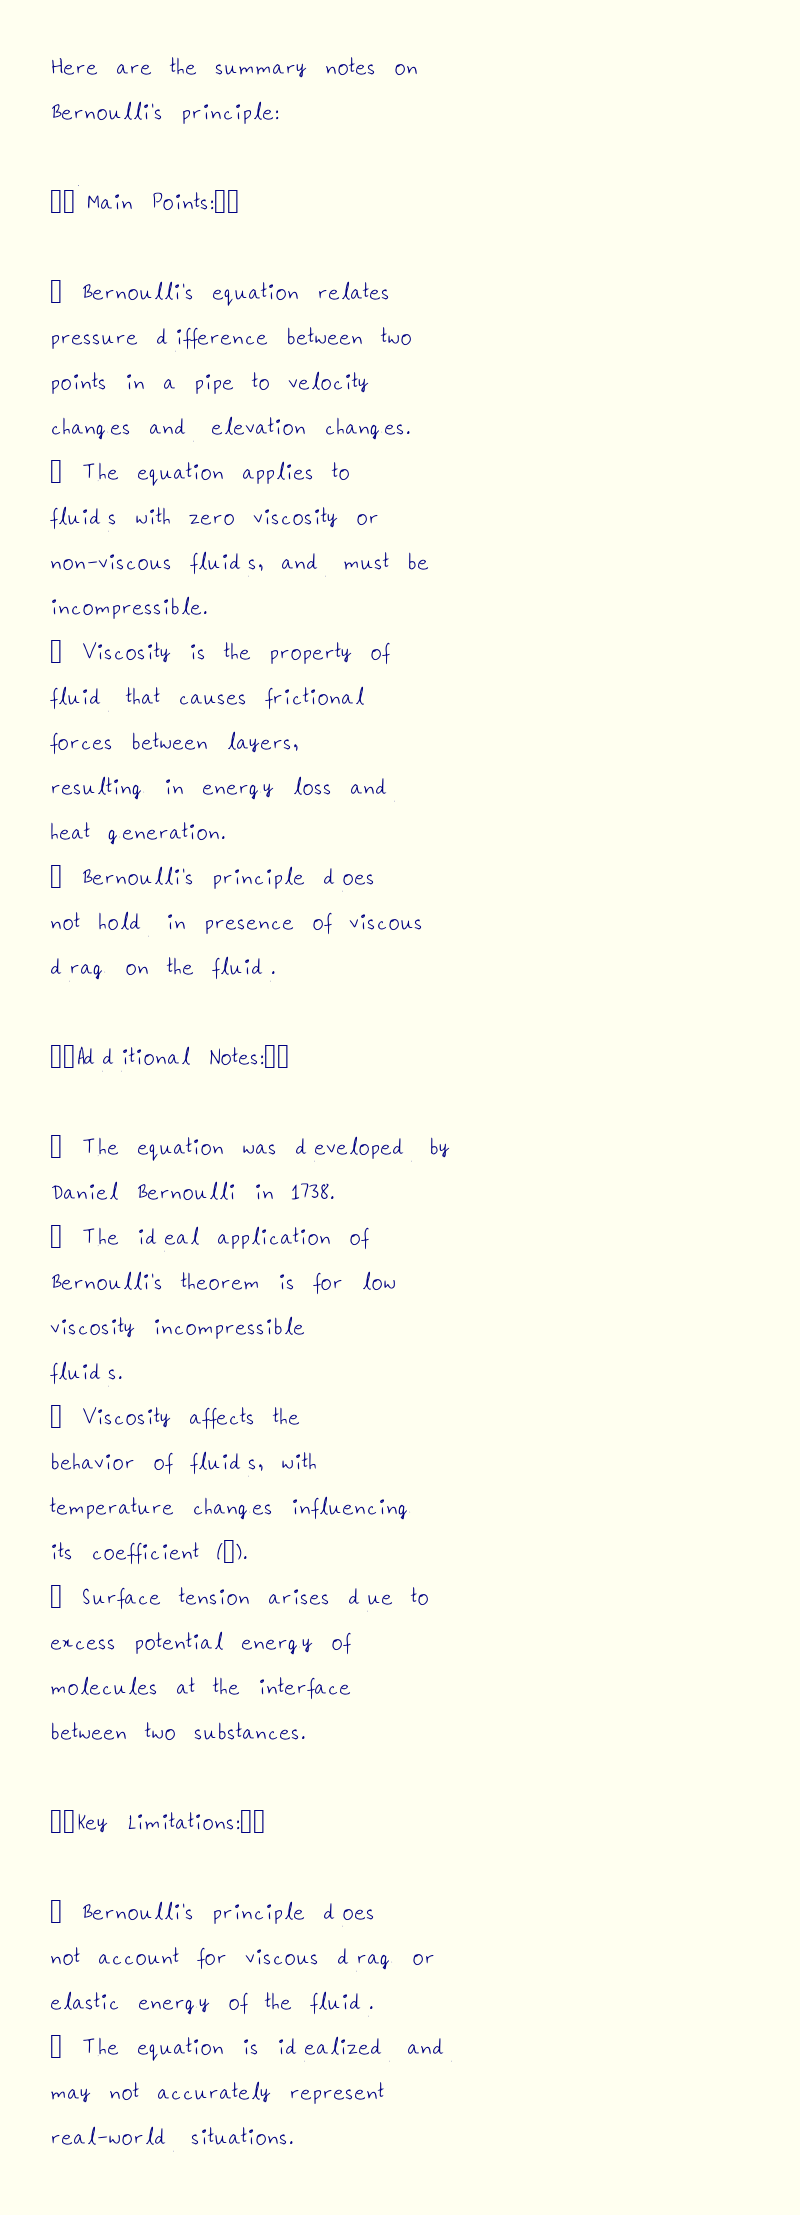 Here are the summary notes on
Bernoulli's principle:
▯▯ Main Points:▯▯
▯ Bernoulli's equation relates
pressure difference between two
points in a pipe to velocity
changes and elevation changes.
▯ The equation applies to
fluids with zero viscosity or
non-viscous fluids, and must be
incompressible.
▯ Viscosity is the property of
fluid that causes frictional
forces between layers,
resulting in energy loss and
heat generation.
▯ Bernoulli's principle does
not hold in presence of viscous
drag on the fluid.
▯▯Additional Notes:▯▯
▯ The equation was developed by
Daniel Bernoulli in 1738.
▯ The ideal application of
Bernoulli's theorem is for low
viscosity incompressible
fluids.
▯ Viscosity affects the
behavior of fluids, with
temperature changes influencing
its coefficient (▯).
▯ Surface tension arises due to
excess potential energy of
molecules at the interface
between two substances.
▯▯Key Limitations:▯▯
▯ Bernoulli's principle does
not account for viscous drag or
elastic energy of the fluid.
▯ The equation is idealized and
may not accurately represent
real-world situations.